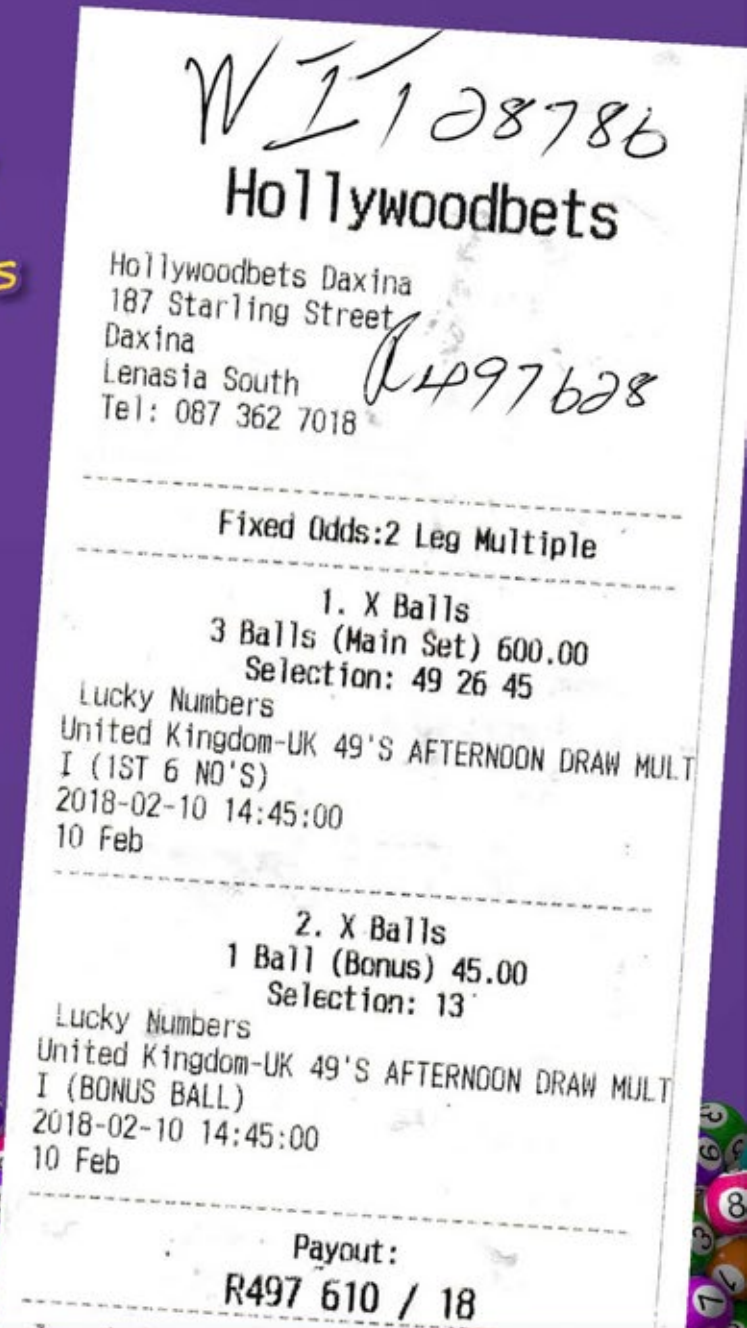 WIT 128786
Hollywoodbets
Hollywoodbets Daxina
187 Starling Street
Daxina
Lenasia South
Tel: 087 362 7018
R497628
Fixed Odds:2 Leg Multiple
1. X Balls
3 Balls (Main Set) 600.00
Selection: 49 26 45
Lucky Numbers
United Kingdom-UK 49'S AFTERNOON DRAW MULT
I (1ST 6 NO'S)
2018-02-10 14:45:00
10 Feb
2. X Balls
1 Ball (Bonus) 45.00
Selection: 13
Lucky Numbers
United Kingdom-UK 49'S AFTERNOON DRAW MULT
I (BONUS BALL)
2018-02-10 14:45:00
10 Feb
Payout:
R497 610 / 18